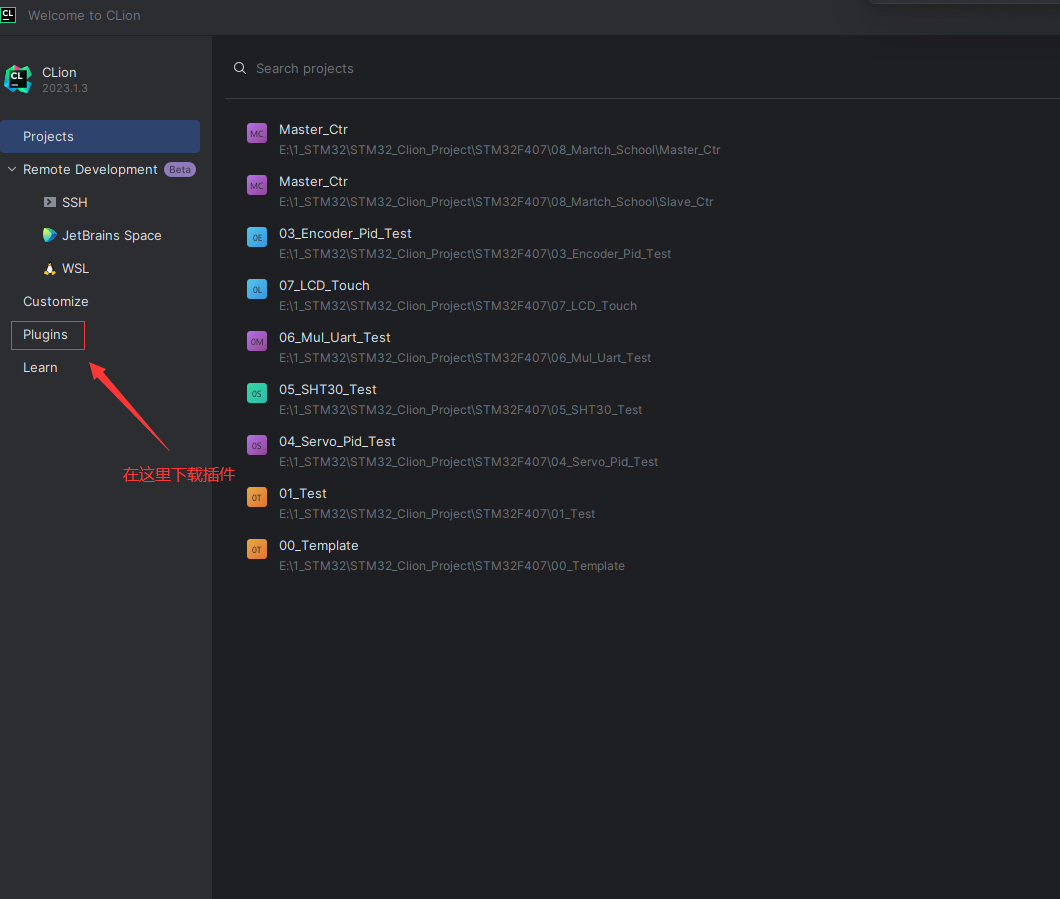 CL Welcome to CLion
CL CLion
2023.1.3
Projects
Remote Development Beta
SSH
JetBrains Space
WSL
Customize
Plugins
Learn
在这里下载插件
Search projects
MC Master_Ctr
E:\1_STM32\STM32_Clion_Project\STM32F407\08_Martch_School\Master_Ctr
MC Master_Ctr
E:\1_STM32\STM32_Clion_Project\STM32F407\08_Martch_School\Slave_Ctr
0E 03_Encoder_Pid_Test
E:\1_STM32\STM32_Clion_Project\STM32F407\03_Encoder_Pid_Test
0L 07_LCD_Touch
E:\1_STM32\STM32_Clion_Project\STM32F407\07_LCD_Touch
0M 06_Mul_Uart_Test
E:\1_STM32\STM32_Clion_Project\STM32F407\06_Mul_Uart_Test
0S 05_SHT30_Test
E:\1_STM32\STM32_Clion_Project\STM32F407\05_SHT30_Test
0S 04_Servo_Pid_Test
E:\1_STM32\STM32_Clion_Project\STM32F407\04_Servo_Pid_Test
0T 01_Test
E:\1_STM32\STM32_Clion_Project\STM32F407\01_Test
0T 00_Template
E:\1_STM32\STM32_Clion_Project\STM32F407\00_Template